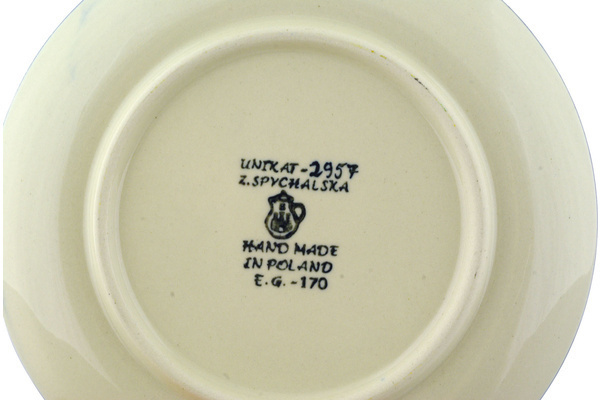 UNIKAT-2957
Z.SPYCHALSKA
HAND MADE
IN POLAND
E.G.-170